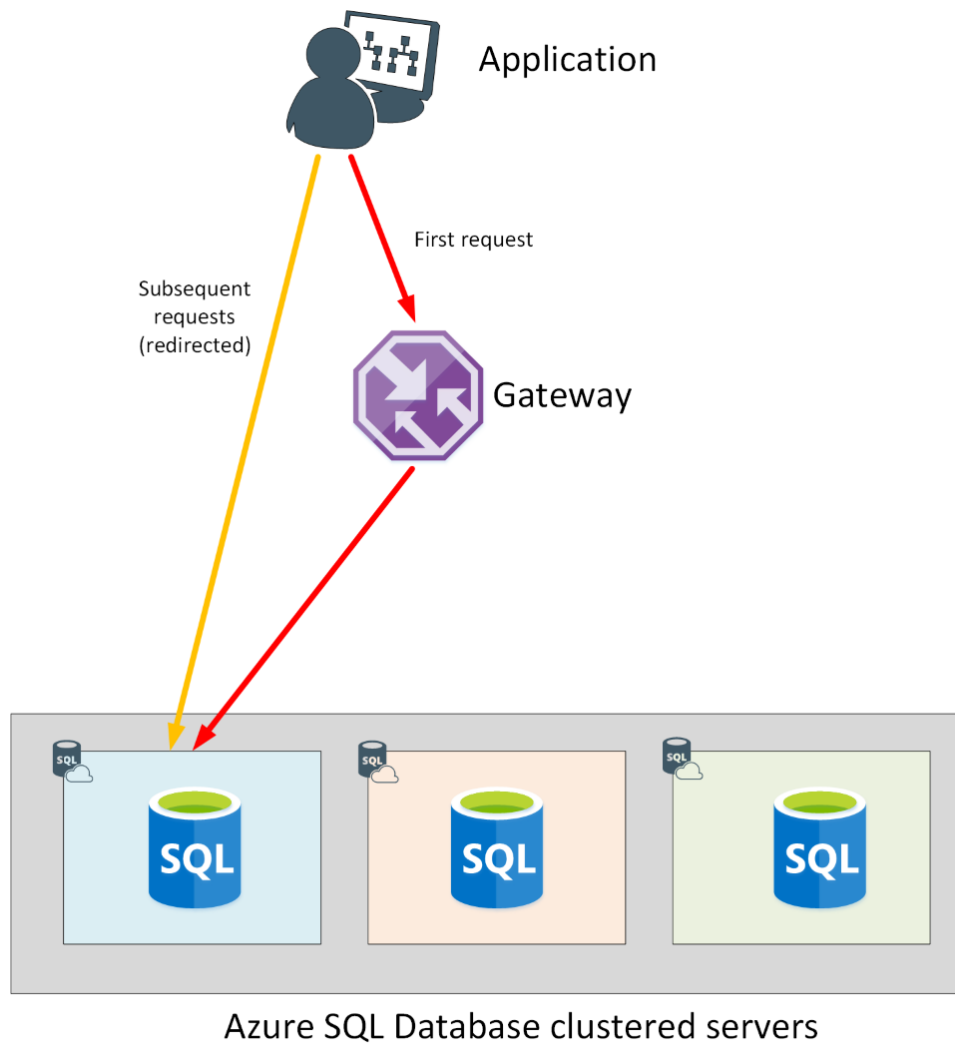 Application
First request
Subsequent
requests
(redirected)
Gateway
SQL
SQL
SQL
SQL
SQL
SQL
Azure SQL Database clustered servers